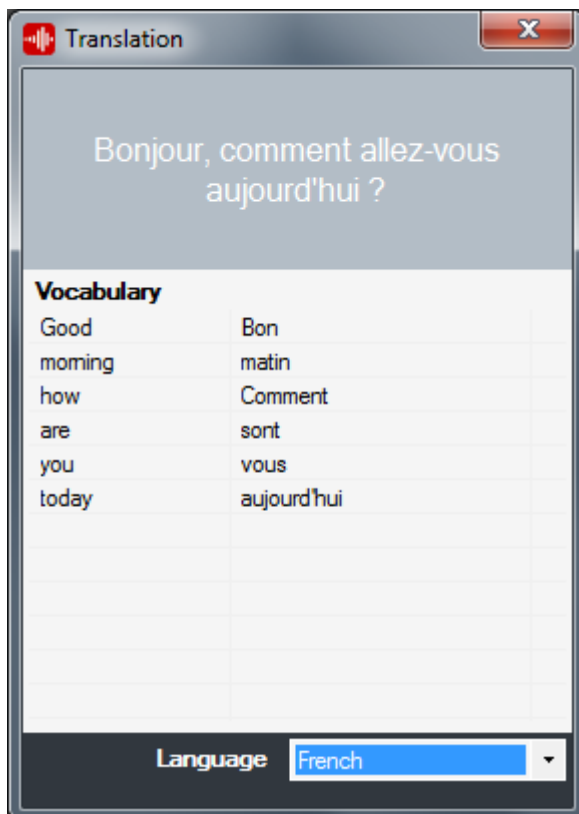 Translation
Bonjour, comment allez-vous
aujourd'hui ?
Vocabulary
Good Bon
morning matin
how Comment
are sont
you vous
today aujourd'hui
Language French